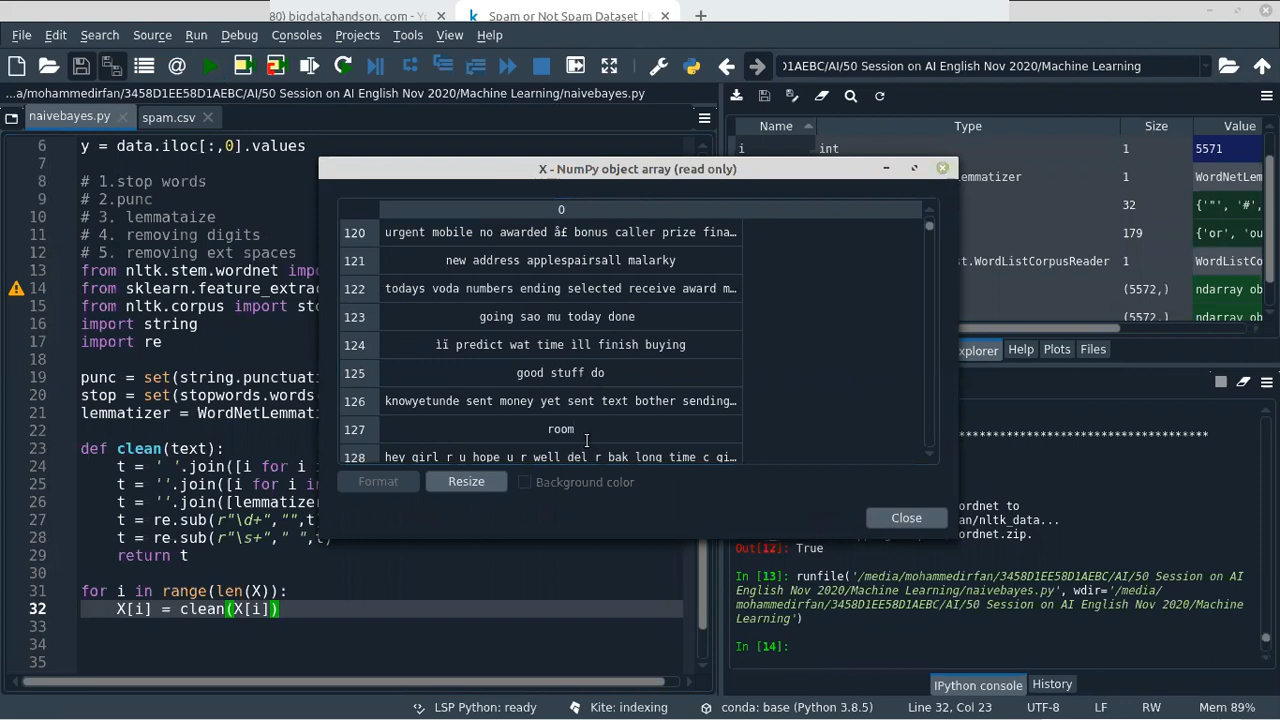 80) bigdatahandson. com - Yo
Spam or Not Spam Dataset |
File Edit Search Source Run Debug Consoles Projects Tools View Help
)1AEBC/AI/50 Session on AI English Nov 2020/Machine Learning
...a/mohammedirfan/3458D1EE58D1AEBC/AI/50 Session on AI English Nov 2020/Machine Learning/naivebayes.py
naivebayes.py
spam.csv
6 y = data.iloc[:,0].values
7
8 # 1.stop words
9 # 2.punc
10 # 3. lemmataize
11 # 4. removing digits
12 # 5. removing ext spaces
13 from nltk.stem.wordnet impo
14 from sklearn.feature_extrac
15 from nltk.corpus import sto
16 import string
17 import re
18
19 punc = set(string.punctuati
20 stop = set(stopwords.words(
21 lemmatizer = WordNetLemmati
22
23 def clean(text):
24 t = ' '.join([i for i
25 t = ''.join([i for i in
26 t = ''.join([lemmatizer
27 t = re.sub(r"\d+","",t)
28 t = re.sub(r"\s+"," ",t)
29 return t
30
31 for i in range(len(X)):
32 X[i] = clean(X[i])
33
34
35
X - NumPy object array (read only)
0
120 urgent mobile no awarded å£ bonus caller prize fina...
121 new address applespairsall malarky
122 todays voda numbers ending selected receive award m...
123 going sao mu today done
124 ìï predict wat time ìll finish buying
125 good stuff do
126 knowyetunde sent money yet sent text bother sending...
127 room
128 hey girl r u hope u r well del r bak long time c gi...
Format
Resize
Background color
Close
Name Type Size Value
i int 1 5571
emmatizer 1 WordNetLem
32 {'"', '#',
179 {'or', 'ou
st.WordListCorpusReader 1 WordListCo
(5572,) ndarray ob
(5572,) ndarray ob
xplorer Help Plots Files
****************************************
ordnet to
an/nltk_data...
ordnet.zip.
Out[12]: True
In [13]: runfile('/media/mohammedirfan/3458D1EE58D1AEBC/AI/50 Session on AI
English Nov 2020/Machine Learning/naivebayes.py', wdir='/media/
mohammedirfan/3458D1EE58D1AEBC/AI/50 Session on AI English Nov 2020/Machine
Learning')
In [14]:
IPython console History
LSP Python: ready Kite: indexing conda: base (Python 3.8.5) Line 32, Col 23 UTF-8 LF RW Mem 89%